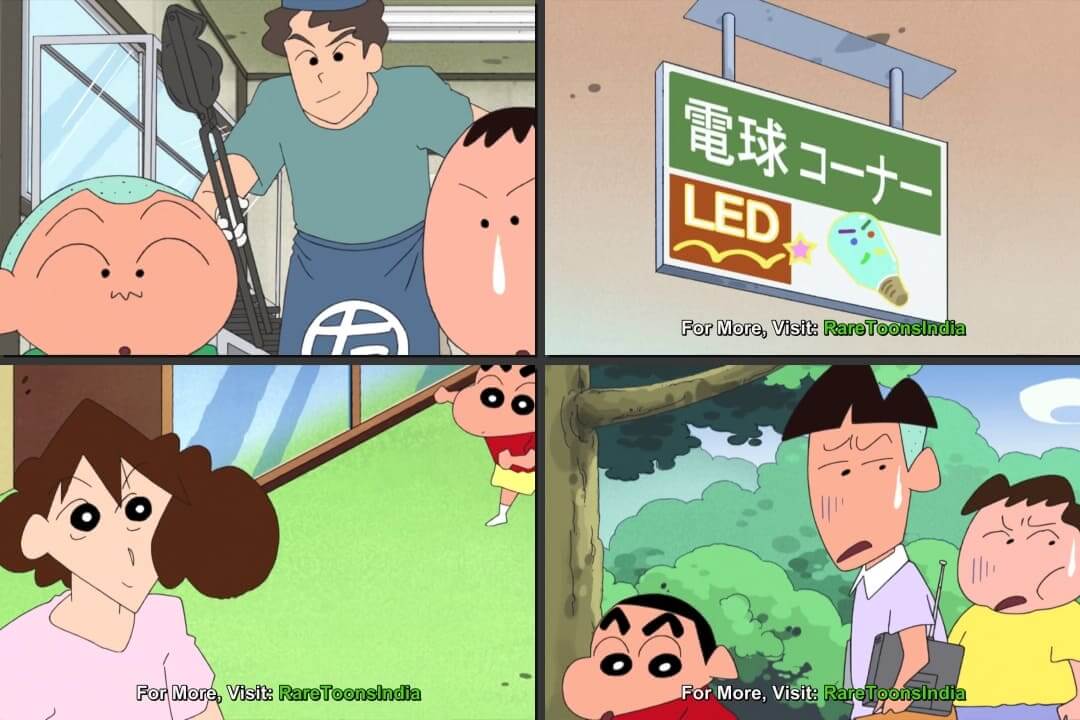 電球コーナー
LED
For More, Visit: RareToonsIndia
For More, Visit: RareToonsIndia
For More, Visit: RareToonsIndia